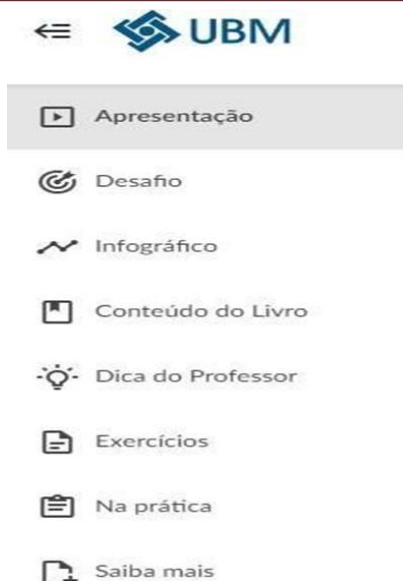 UBM
Apresentação
Desafio
Infográfico
Conteúdo do Livro
Dica do Professor
Exercícios
Na prática
Saiba mais